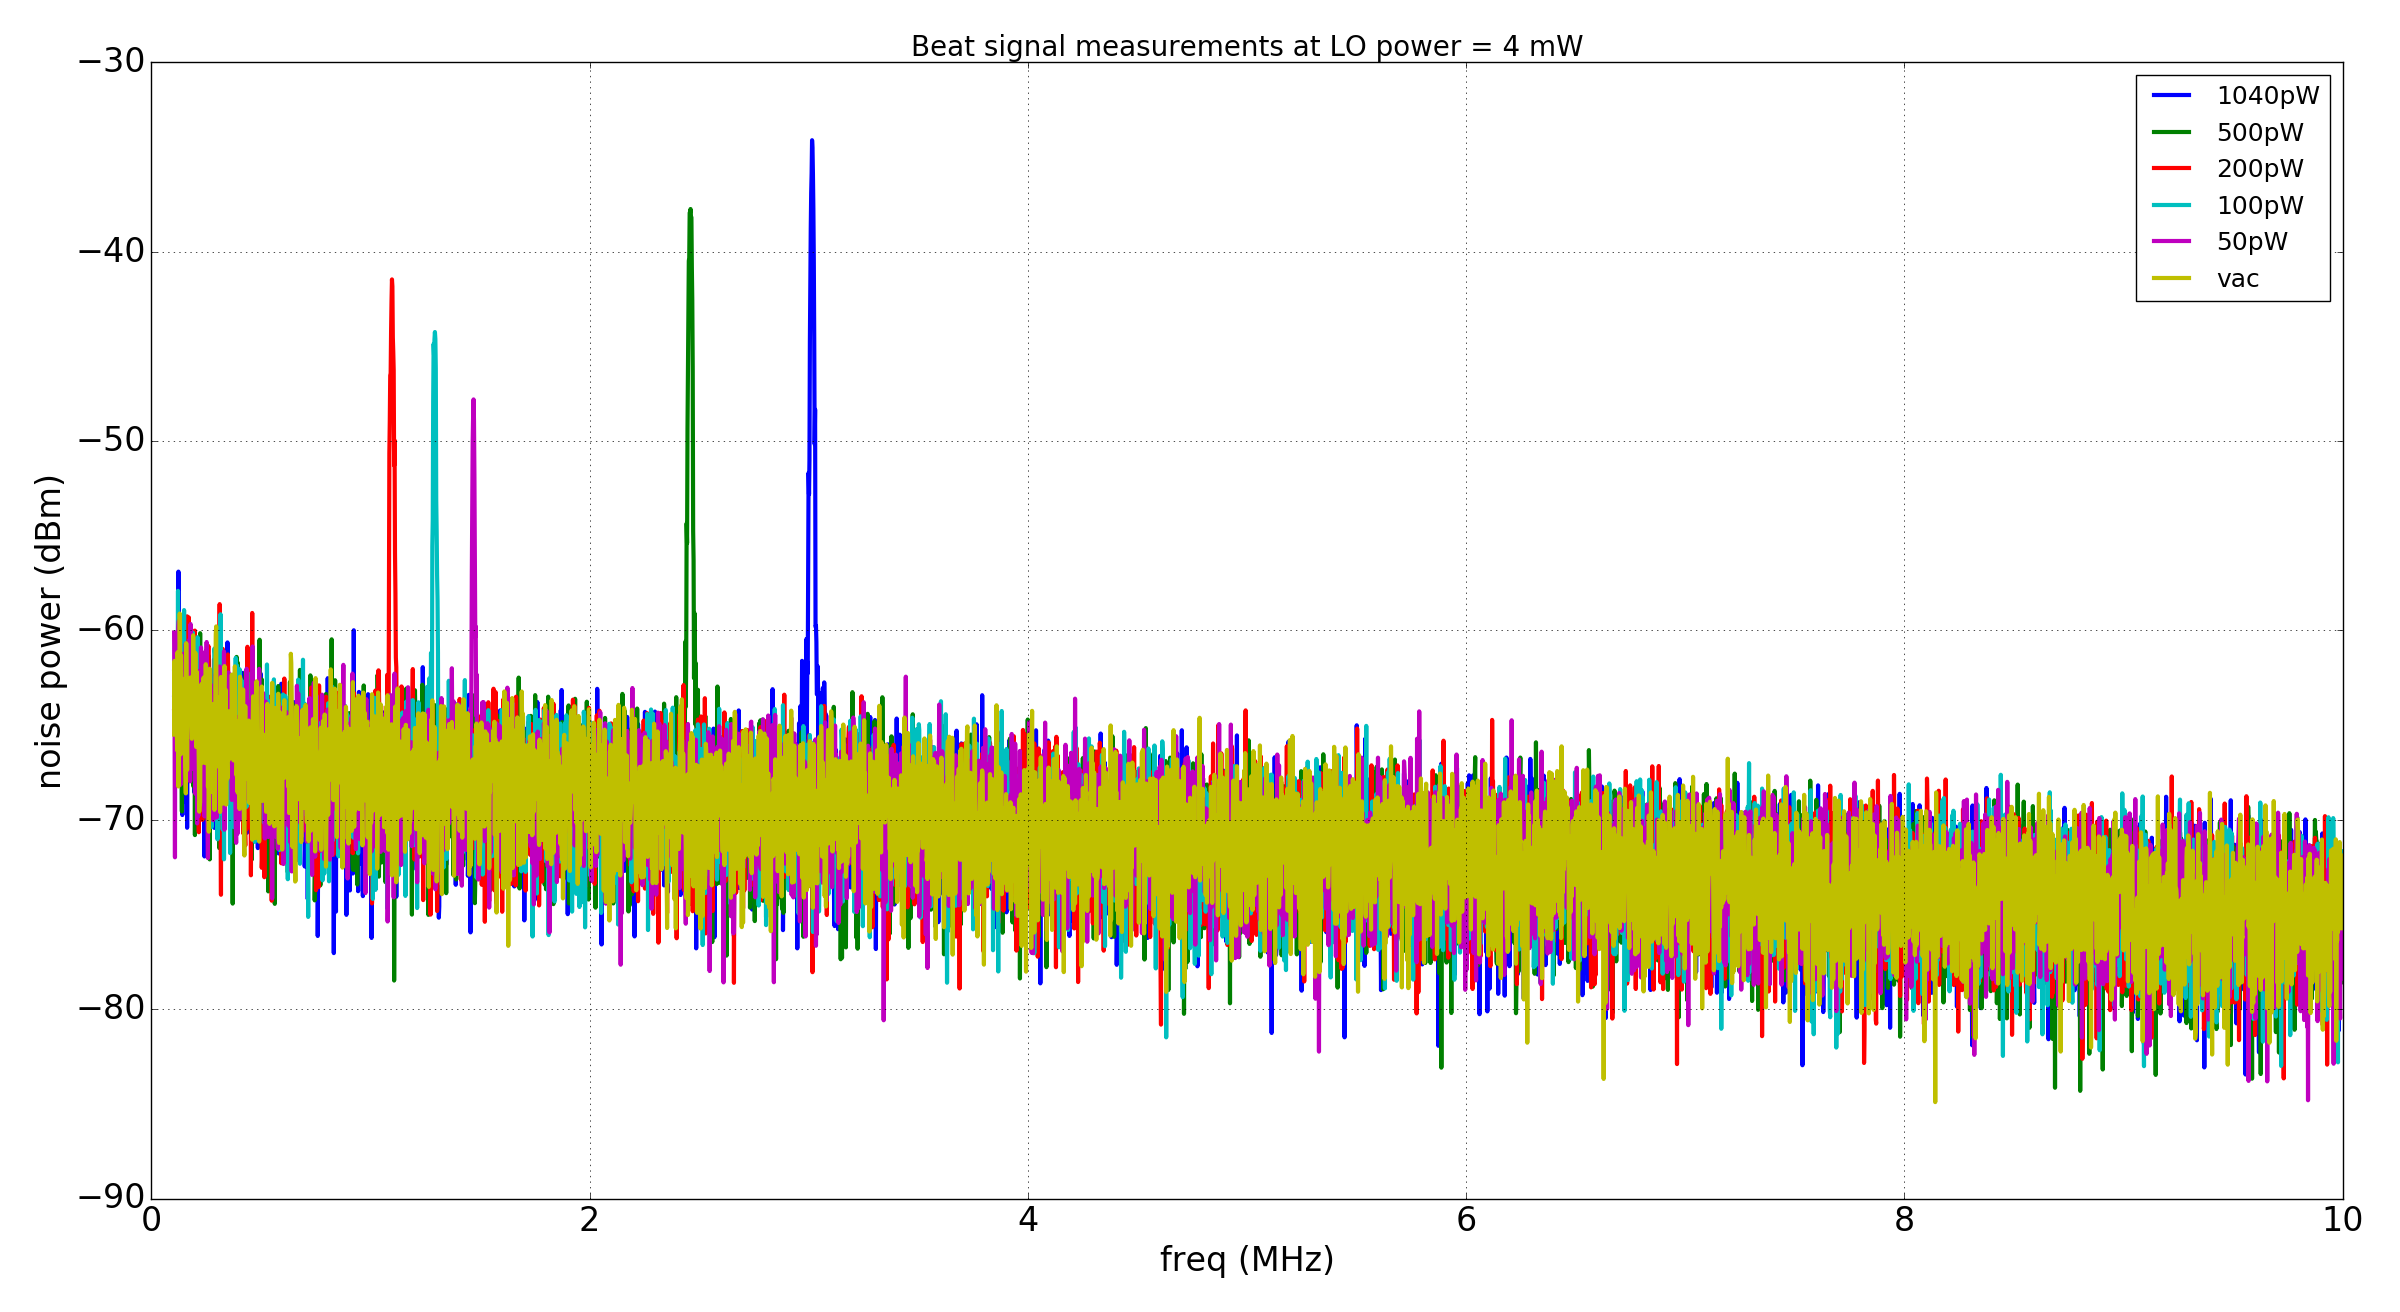 Beat signal measurements at LO power = 4 mW
−30
−40
−50
−60
−70
−80
−90
noise power (dBm)
1040pW
500pW
200pW
100pW
50pW
vac
0 2 4 6 8 10
freq (MHz)